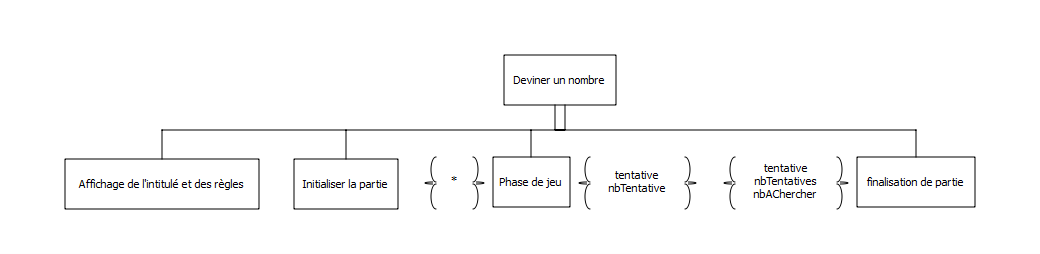 Deviner un nombre
Affichage de l'intitulé et des règles
Initialiser la partie
*
Phase de jeu
tentative
nbTentative
tentative
nbTentatives
nbAChercher
finalisation de partie